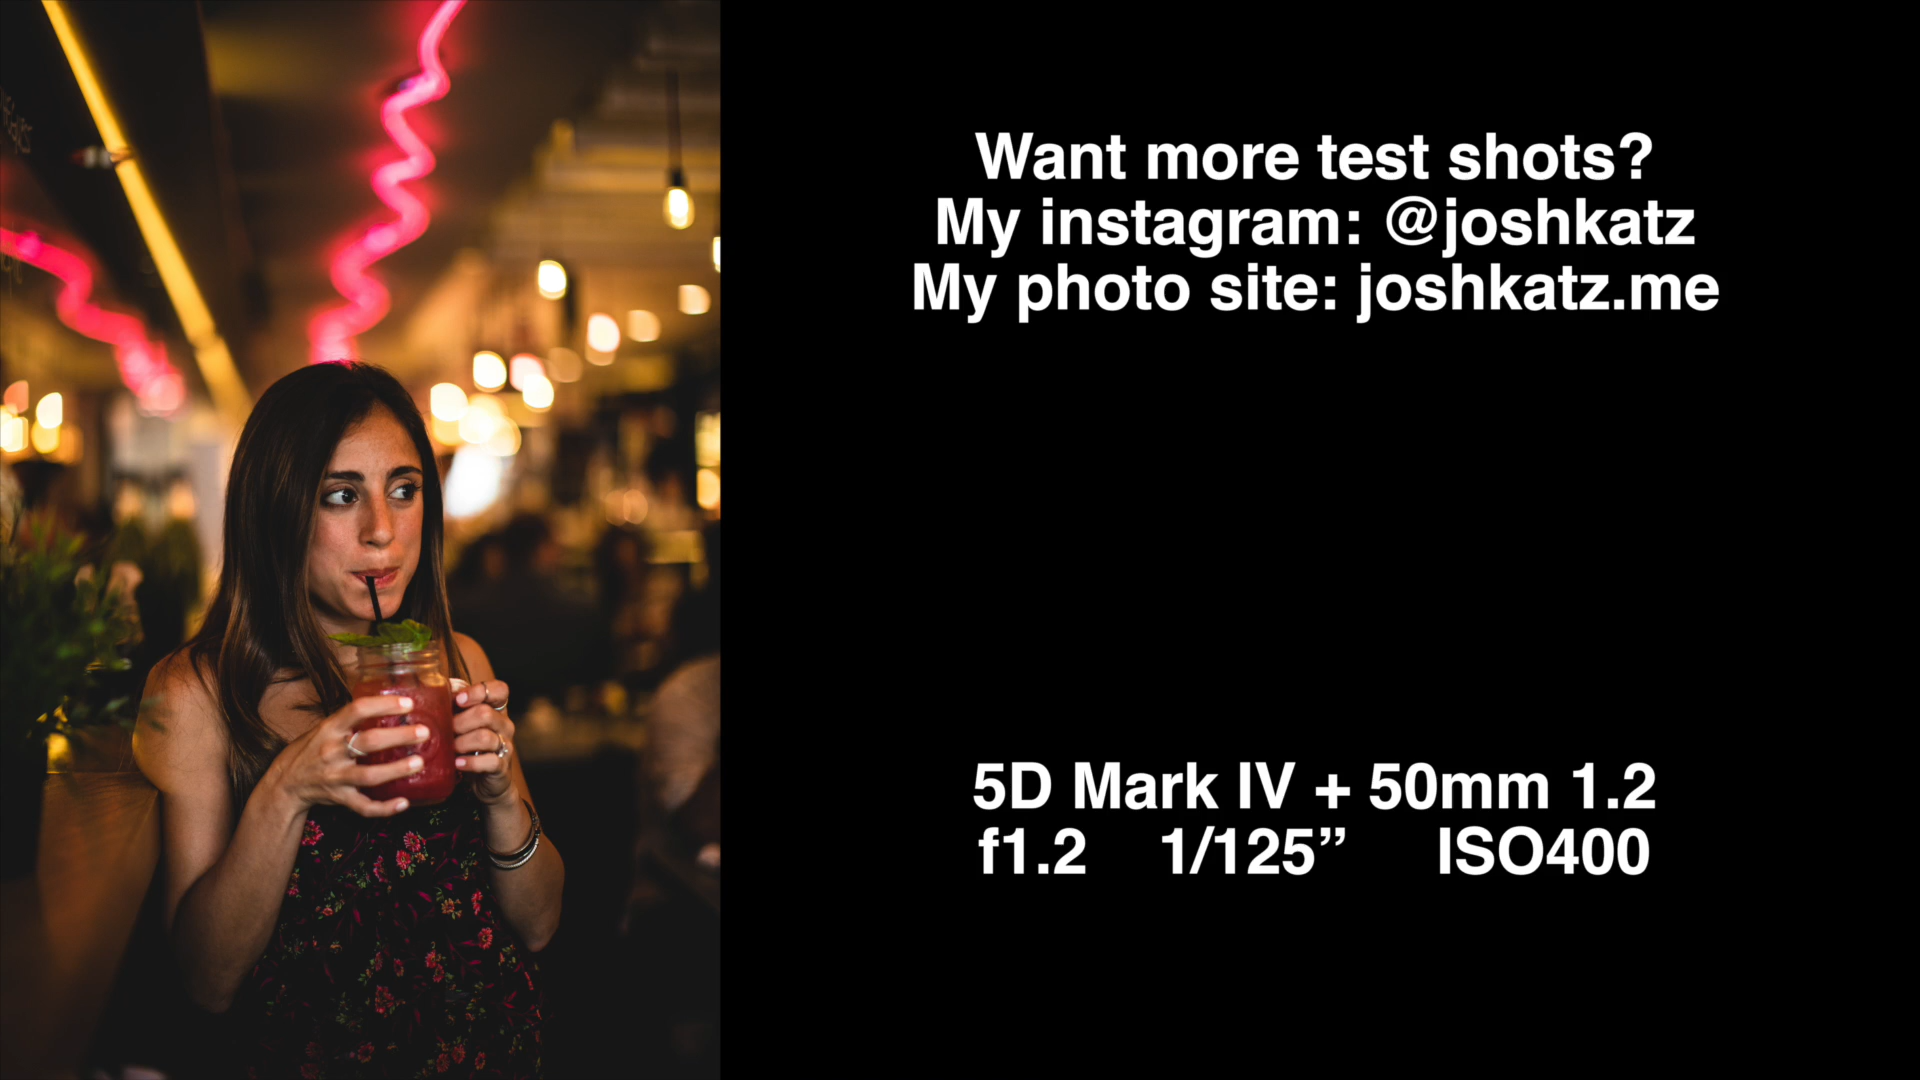 Want more test shots?
My instagram: @joshkatz
My photo site: joshkatz.me
5D Mark IV + 50mm 1.2
f1.2 1/125” ISO400